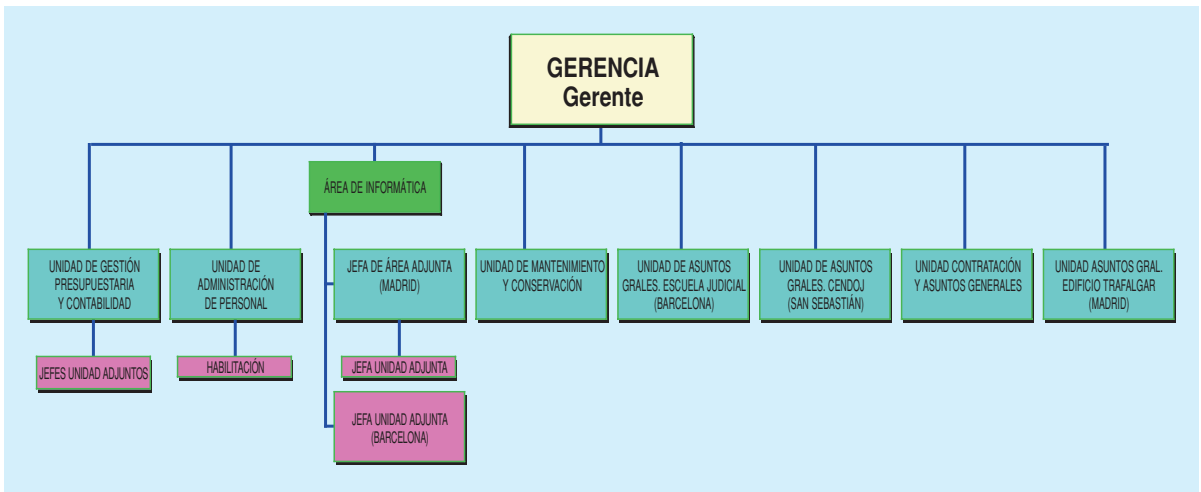 GERENCIA
Gerente
ÁREA DE INFORMÁTICA
UNIDAD DE GESTIÓN
PRESUPUESTARIA
Y CONTABILIDAD
UNIDAD DE
ADMINISTRACIÓN
DE PERSONAL
JEFA DE ÁREA ADJUNTA
(MADRID)
UNIDAD DE MANTENIMIENTO
Y CONSERVACIÓN
UNIDAD DE ASUNTOS
GRALES. ESCUELA JUDICIAL
(BARCELONA)
UNIDAD DE ASUNTOS
GRALES. CENDOJ
(SAN SEBASTIÁN)
UNIDAD CONTRATACIÓN
Y ASUNTOS GENERALES
UNIDAD ASUNTOS GRAL.
EDIFICIO TRAFALGAR
(MADRID)
JEFES UNIDAD ADJUNTOS
HABILITACIÓN
JEFA UNIDAD ADJUNTA
JEFA UNIDAD ADJUNTA
(BARCELONA)